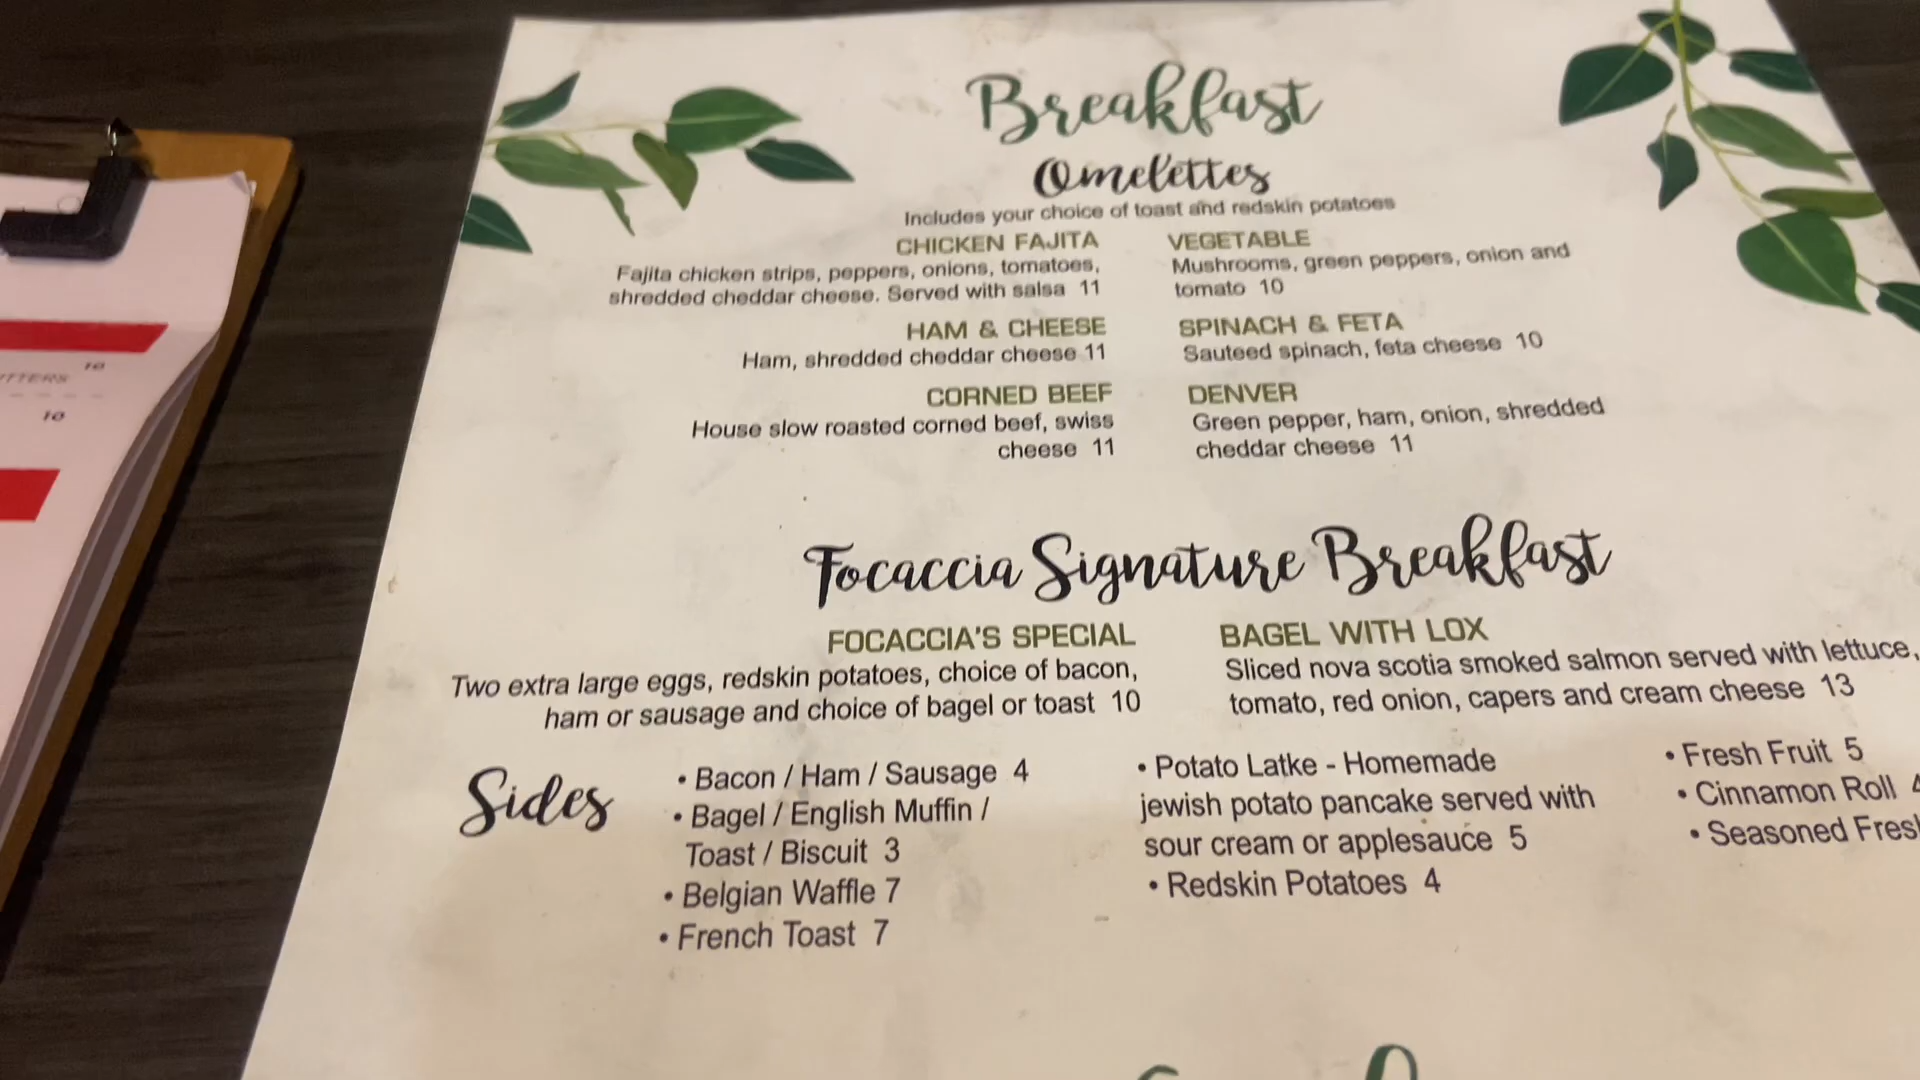 Breakfast
Omelettes
Includes your choice of toast and redskin potatoes
CHICKEN FAJITA
Fajita chicken strips, peppers, onions, tomatoes,
shredded cheddar cheese. Served with salsa 11
HAM & CHEESE
Ham, shredded cheddar cheese 11
CORNED BEEF
House slow roasted corned beef, swiss
cheese 11
VEGETABLE
Mushrooms, green peppers, onion and
tomato 10
SPINACH & FETA
Sauteed spinach, feta cheese 10
DENVER
Green pepper, ham, onion, shredded
cheddar cheese 11
Focaccia Signature Breakfast
FOCACCIA'S SPECIAL
Two extra large eggs, redskin potatoes, choice of bacon,
ham or sausage and choice of bagel or toast 10
BAGEL WITH LOX
Sliced nova scotia smoked salmon served with lettuce,
tomato, red onion, capers and cream cheese 13
Sides
• Bacon / Ham / Sausage 4
• Bagel / English Muffin /
Toast / Biscuit 3
• Belgian Waffle 7
• French Toast 7
• Potato Latke - Homemade
jewish potato pancake served with
sour cream or applesauce 5
• Redskin Potatoes 4
• Fresh Fruit 5
• Cinnamon Roll
• Seasoned
10
10